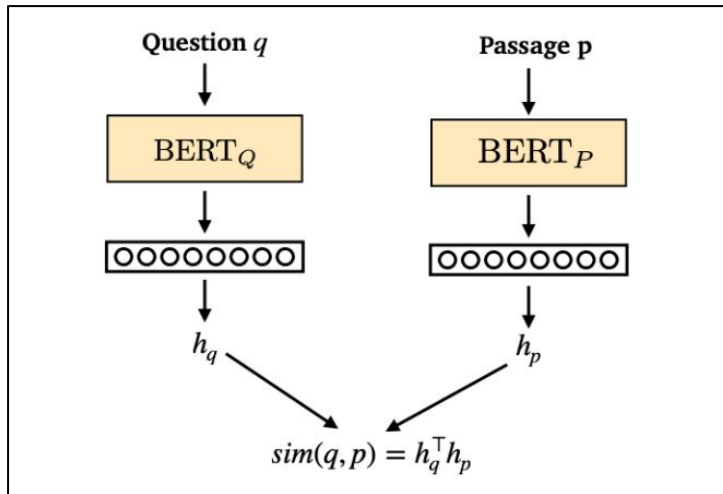 Question q
Passage p
BERT_Q
BERT_P
h_q
h_p
sim(q, p) = h_q^⊤ h_p